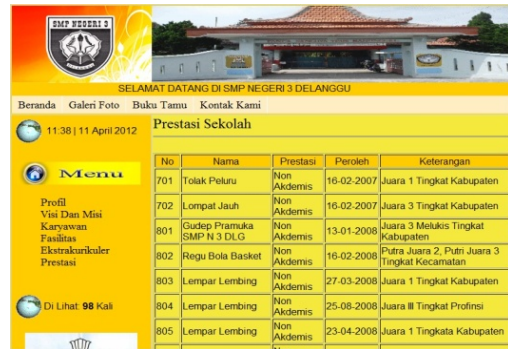 SMP NEGERI 3
SELAMAT DATANG DI SMP NEGERI 3 DELANGGU
Beranda Galeri Foto Buku Tamu Kontak Kami
11:38 | 11 April 2012
Menu
Profil
Visi Dan Misi
Karyawan
Fasilitas
Ekstrakurikuler
Prestasi
Di Lihat: 98 Kali
Prestasi Sekolah
No Nama Prestasi Peroleh Keterangan
701 Tolak Peluru Non Akdemis 16-02-2007 Juara 1 Tingkat Kabupaten
702 Lompat Jauh Non Akdemis 16-02-2007 Juara 3 Tingkat Kabupaten
801 Gudep Pramuka SMP N 3 DLG Non Akdemis 13-01-2008 Juara 3 Melukis Tingkat Kabupaten
802 Regu Bola Basket Non Akdemis 16-02-2008 Putra Juara 2, Putri Juara 3 Tingkat Kecamatan
803 Lempar Lembing Non Akdemis 27-03-2008 Juara 1 Tingkat Kabupaten
804 Lempar Lembing Non Akdemis 25-08-2008 Juara III Tingkat Profinsi
805 Lempar Lembing Non Akdemis 23-04-2008 Juara 1 Tingkata Kabupaten